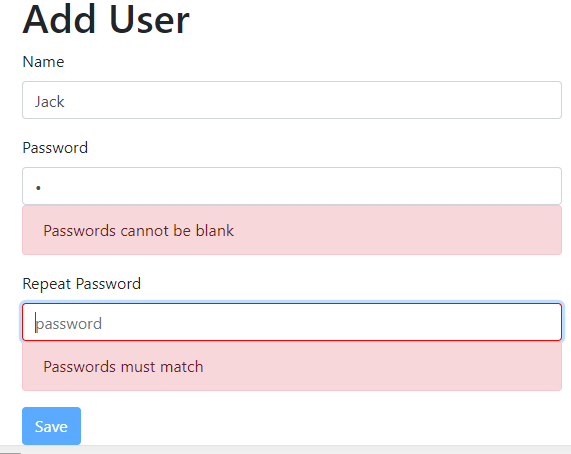 Add User
Name
Jack
Password
•
Passwords cannot be blank
Repeat Password
password
Passwords must match
Save